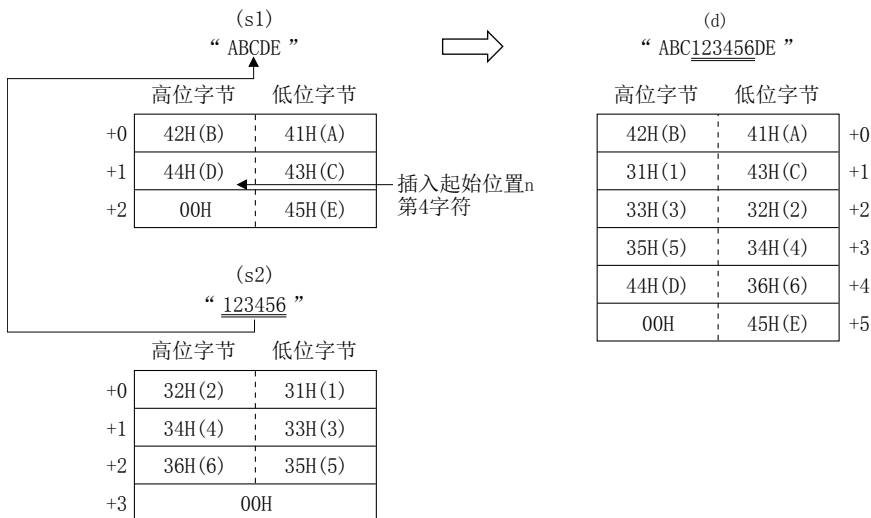 (s1)
“ ABCDE ”
高位字节 低位字节
+0 42H(B) 41H(A)
+1 44H(D) 43H(C)
+2 00H 45H(E)
插入起始位置n
第4字符
(s2)
“ 123456 ”
高位字节 低位字节
+0 32H(2) 31H(1)
+1 34H(4) 33H(3)
+2 36H(6) 35H(5)
+3 00H
(d)
“ ABC123456DE ”
高位字节 低位字节
42H(B) 41H(A) +0
31H(1) 43H(C) +1
33H(3) 32H(2) +2
35H(5) 34H(4) +3
44H(D) 36H(6) +4
00H 45H(E) +5